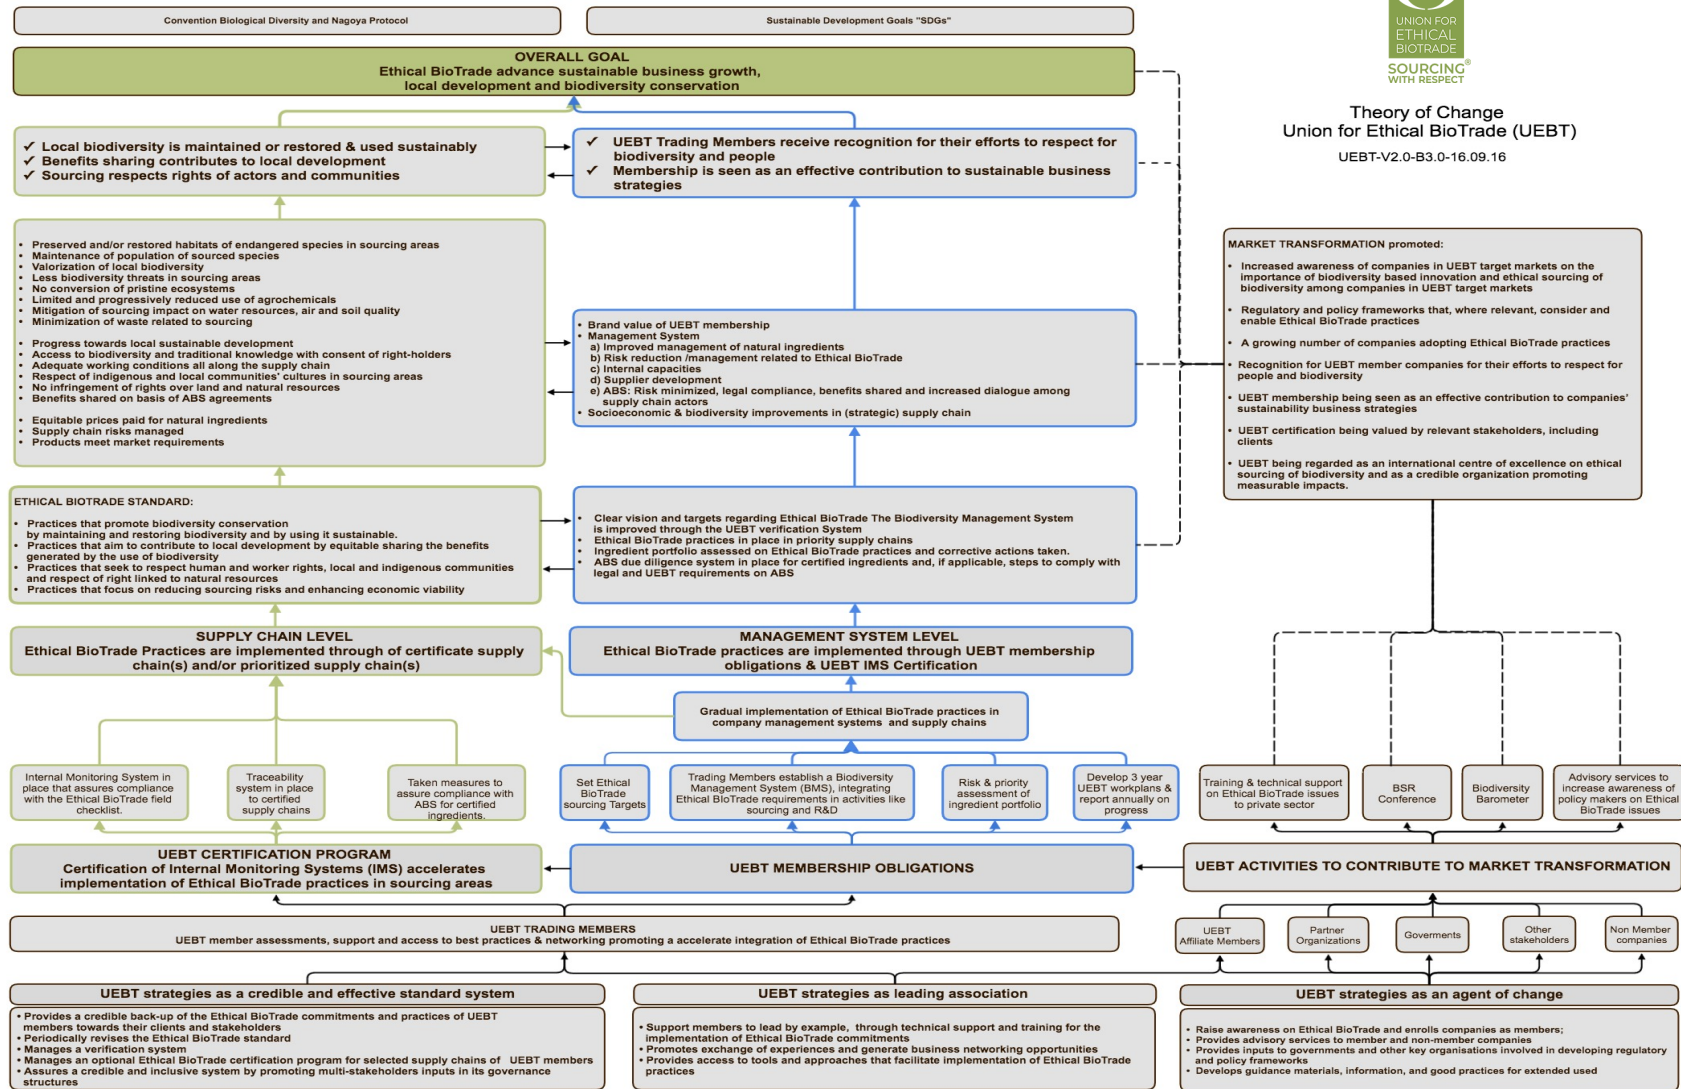 Convention Biological Diversity and Nagoya Protocol
Sustainable Development Goals "SDGs"
UNION FOR
ETHICAL
BIOTRADE
SOURCING®
WITH RESPECT
Theory of Change
Union for Ethical BioTrade (UEBT)
UEBT-V2.0-B3.0-16.09.16
OVERALL GOAL
Ethical BioTrade advance sustainable business growth,
local development and biodiversity conservation
✓ Local biodiversity is maintained or restored & used sustainably
✓ Benefits sharing contributes to local development
✓ Sourcing respects rights of actors and communities
✓ UEBT Trading Members receive recognition for their efforts to respect for
biodiversity and people
✓ Membership is seen as an effective contribution to sustainable business
strategies
• Preserved and/or restored habitats of endangered species in sourcing areas
• Maintenance of population of sourced species
• Valorization of local biodiversity
• Less biodiversity threats in sourcing areas
• No conversion of pristine ecosystems
• Limited and progressively reduced use of agrochemicals
• Mitigation of sourcing impact on water resources, air and soil quality
• Minimization of waste related to sourcing
• Progress towards local sustainable development
• Access to biodiversity and traditional knowledge with consent of right-holders
• Adequate working conditions all along the supply chain
• Respect of indigenous and local communities' cultures in sourcing areas
• No infringement of rights over land and natural resources
• Benefits shared on basis of ABS agreements
• Equitable prices paid for natural ingredients
• Supply chain risks managed
• Products meet market requirements
• Brand value of UEBT membership
• Management System
a) Improved management of natural ingredients
b) Risk reduction /management related to Ethical BioTrade
c) Internal capacities
d) Supplier development
e) ABS: Risk minimized, legal compliance, benefits shared and increased dialogue among
supply chain actors
• Socioeconomic & biodiversity improvements in (strategic) supply chain
MARKET TRANSFORMATION promoted:
• Increased awareness of companies in UEBT target markets on the
importance of biodiversity based innovation and ethical sourcing of
biodiversity among companies in UEBT target markets
• Regulatory and policy frameworks that, where relevant, consider and
enable Ethical BioTrade practices
• A growing number of companies adopting Ethical BioTrade practices
• Recognition for UEBT member companies for their efforts to respect for
people and biodiversity
• UEBT membership being seen as an effective contribution to companies'
sustainability business strategies
• UEBT certification being valued by relevant stakeholders, including
clients
• UEBT being regarded as an international centre of excellence on ethical
sourcing of biodiversity and as a credible organization promoting
measurable impacts.
ETHICAL BIOTRADE STANDARD:
• Practices that promote biodiversity conservation
by maintaining and restoring biodiversity and by using it sustainable.
• Practices that aim to contribute to local development by equitable sharing the benefits
generated by the use of biodiversity
• Practices that seek to respect human and worker rights, local and indigenous communities
and respect of right linked to natural resources
• Practices that focus on reducing sourcing risks and enhancing economic viability
• Clear vision and targets regarding Ethical BioTrade The Biodiversity Management System
is improved through the UEBT verification System
• Ethical BioTrade practices in place in priority supply chains
• Ingredient portfolio assessed on Ethical BioTrade practices and corrective actions taken.
• ABS due diligence system in place for certified ingredients and, if applicable, steps to comply with
legal and UEBT requirements on ABS
SUPPLY CHAIN LEVEL
Ethical BioTrade Practices are implemented through of certificate supply
chain(s) and/or prioritized supply chain(s)
MANAGEMENT SYSTEM LEVEL
Ethical BioTrade practices are implemented through UEBT membership
obligations & UEBT IMS Certification
Gradual implementation of Ethical BioTrade practices in
company management systems and supply chains
Internal Monitoring System in
place that assures compliance
with the Ethical BioTrade field
checklist.
Traceability
system in place
to certified
supply chains
Taken measures to
assure compliance with
ABS for certified
ingredients.
Set Ethical
BioTrade
sourcing Targets
Trading Members establish a Biodiversity
Management System (BMS), integrating
Ethical BioTrade requirements in activities like
sourcing and R&D
Risk & priority
assessment of
ingredient portfolio
Develop 3 year
UEBT workplans &
report annually on
progress
Training & technical support
on Ethical BioTrade issues
to private sector
BSR
Conference
Biodiversity
Barometer
Advisory services to
increase awareness of
policy makers on Ethical
BioTrade issues
UEBT CERTIFICATION PROGRAM
Certification of Internal Monitoring Systems (IMS) accelerates
implementation of Ethical BioTrade practices in sourcing areas
UEBT MEMBERSHIP OBLIGATIONS
UEBT ACTIVITIES TO CONTRIBUTE TO MARKET TRANSFORMATION
UEBT TRADING MEMBERS
UEBT member assessments, support and access to best practices & networking promoting a accelerate integration of Ethical BioTrade practices
UEBT
Affiliate Members
Partner
Organizations
Goverments
Other
stakeholders
Non Member
companies
UEBT strategies as a credible and effective standard system
• Provides a credible back-up of the Ethical BioTrade commitments and practices of UEBT
members towards their clients and stakeholders
• Periodically revises the Ethical BioTrade standard
• Manages a verification system
• Manages an optional Ethical BioTrade certification program for selected supply chains of UEBT members
• Assures a credible and inclusive system by promoting multi-stakeholders inputs in its governance
structures
UEBT strategies as leading association
• Support members to lead by example, through technical support and training for the
implementation of Ethical BioTrade commitments
• Promotes exchange of experiences and generate business networking opportunities
• Provides access to tools and approaches that facilitate implementation of Ethical BioTrade
practices
UEBT strategies as an agent of change
• Raise awareness on Ethical BioTrade and enrolls companies as members;
• Provides advisory services to member and non-member companies
• Provides inputs to governments and other key organisations involved in developing regulatory
and policy frameworks
• Develops guidance materials, information, and good practices for extended used